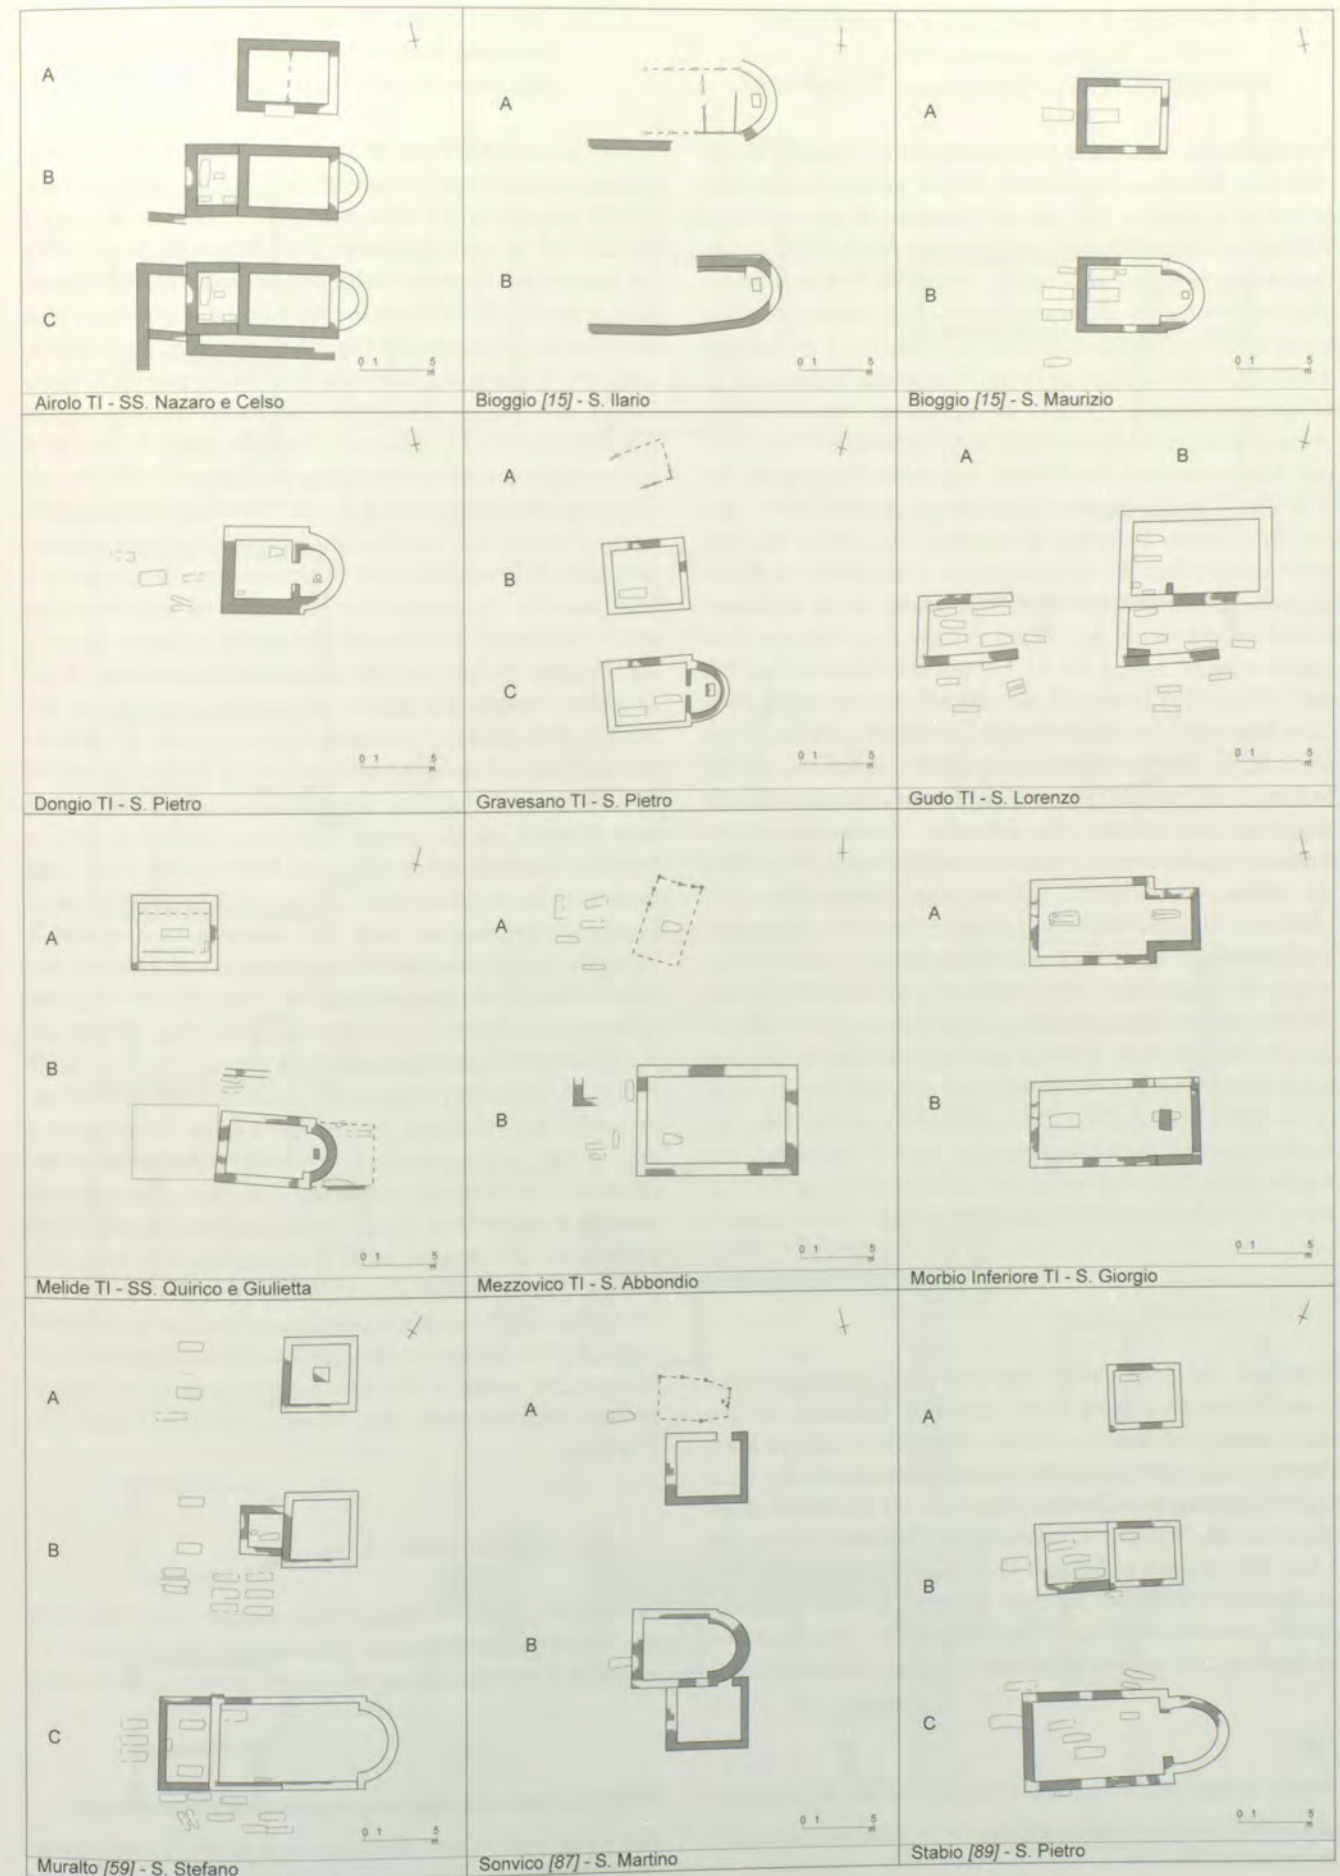 A
B
C
0 1 5
m
Airolo TI - SS. Nazaro e Celso
A
B
0 1 5
m
Bioggio [15] - S. Ilario
A
B
0 1 5
m
Bioggio [15] - S. Maurizio
0 1 5
m
Dongio TI - S. Pietro
A
B
C
0 1 5
m
Gravesano TI - S. Pietro
A B
0 1 5
m
Gudo TI - S. Lorenzo
A
B
0 1 5
m
Melide TI - SS. Quirico e Giulietta
A
B
0 1 5
m
Mezzovico TI - S. Abbondio
A
B
0 1 5
m
Morbio Inferiore TI - S. Giorgio
A
B
C
0 1 5
m
Muralto [59] - S. Stefano
A
B
0 1 5
m
Sonvico [87] - S. Martino
A
B
C
0 1 5
m
Stabio [89] - S. Pietro